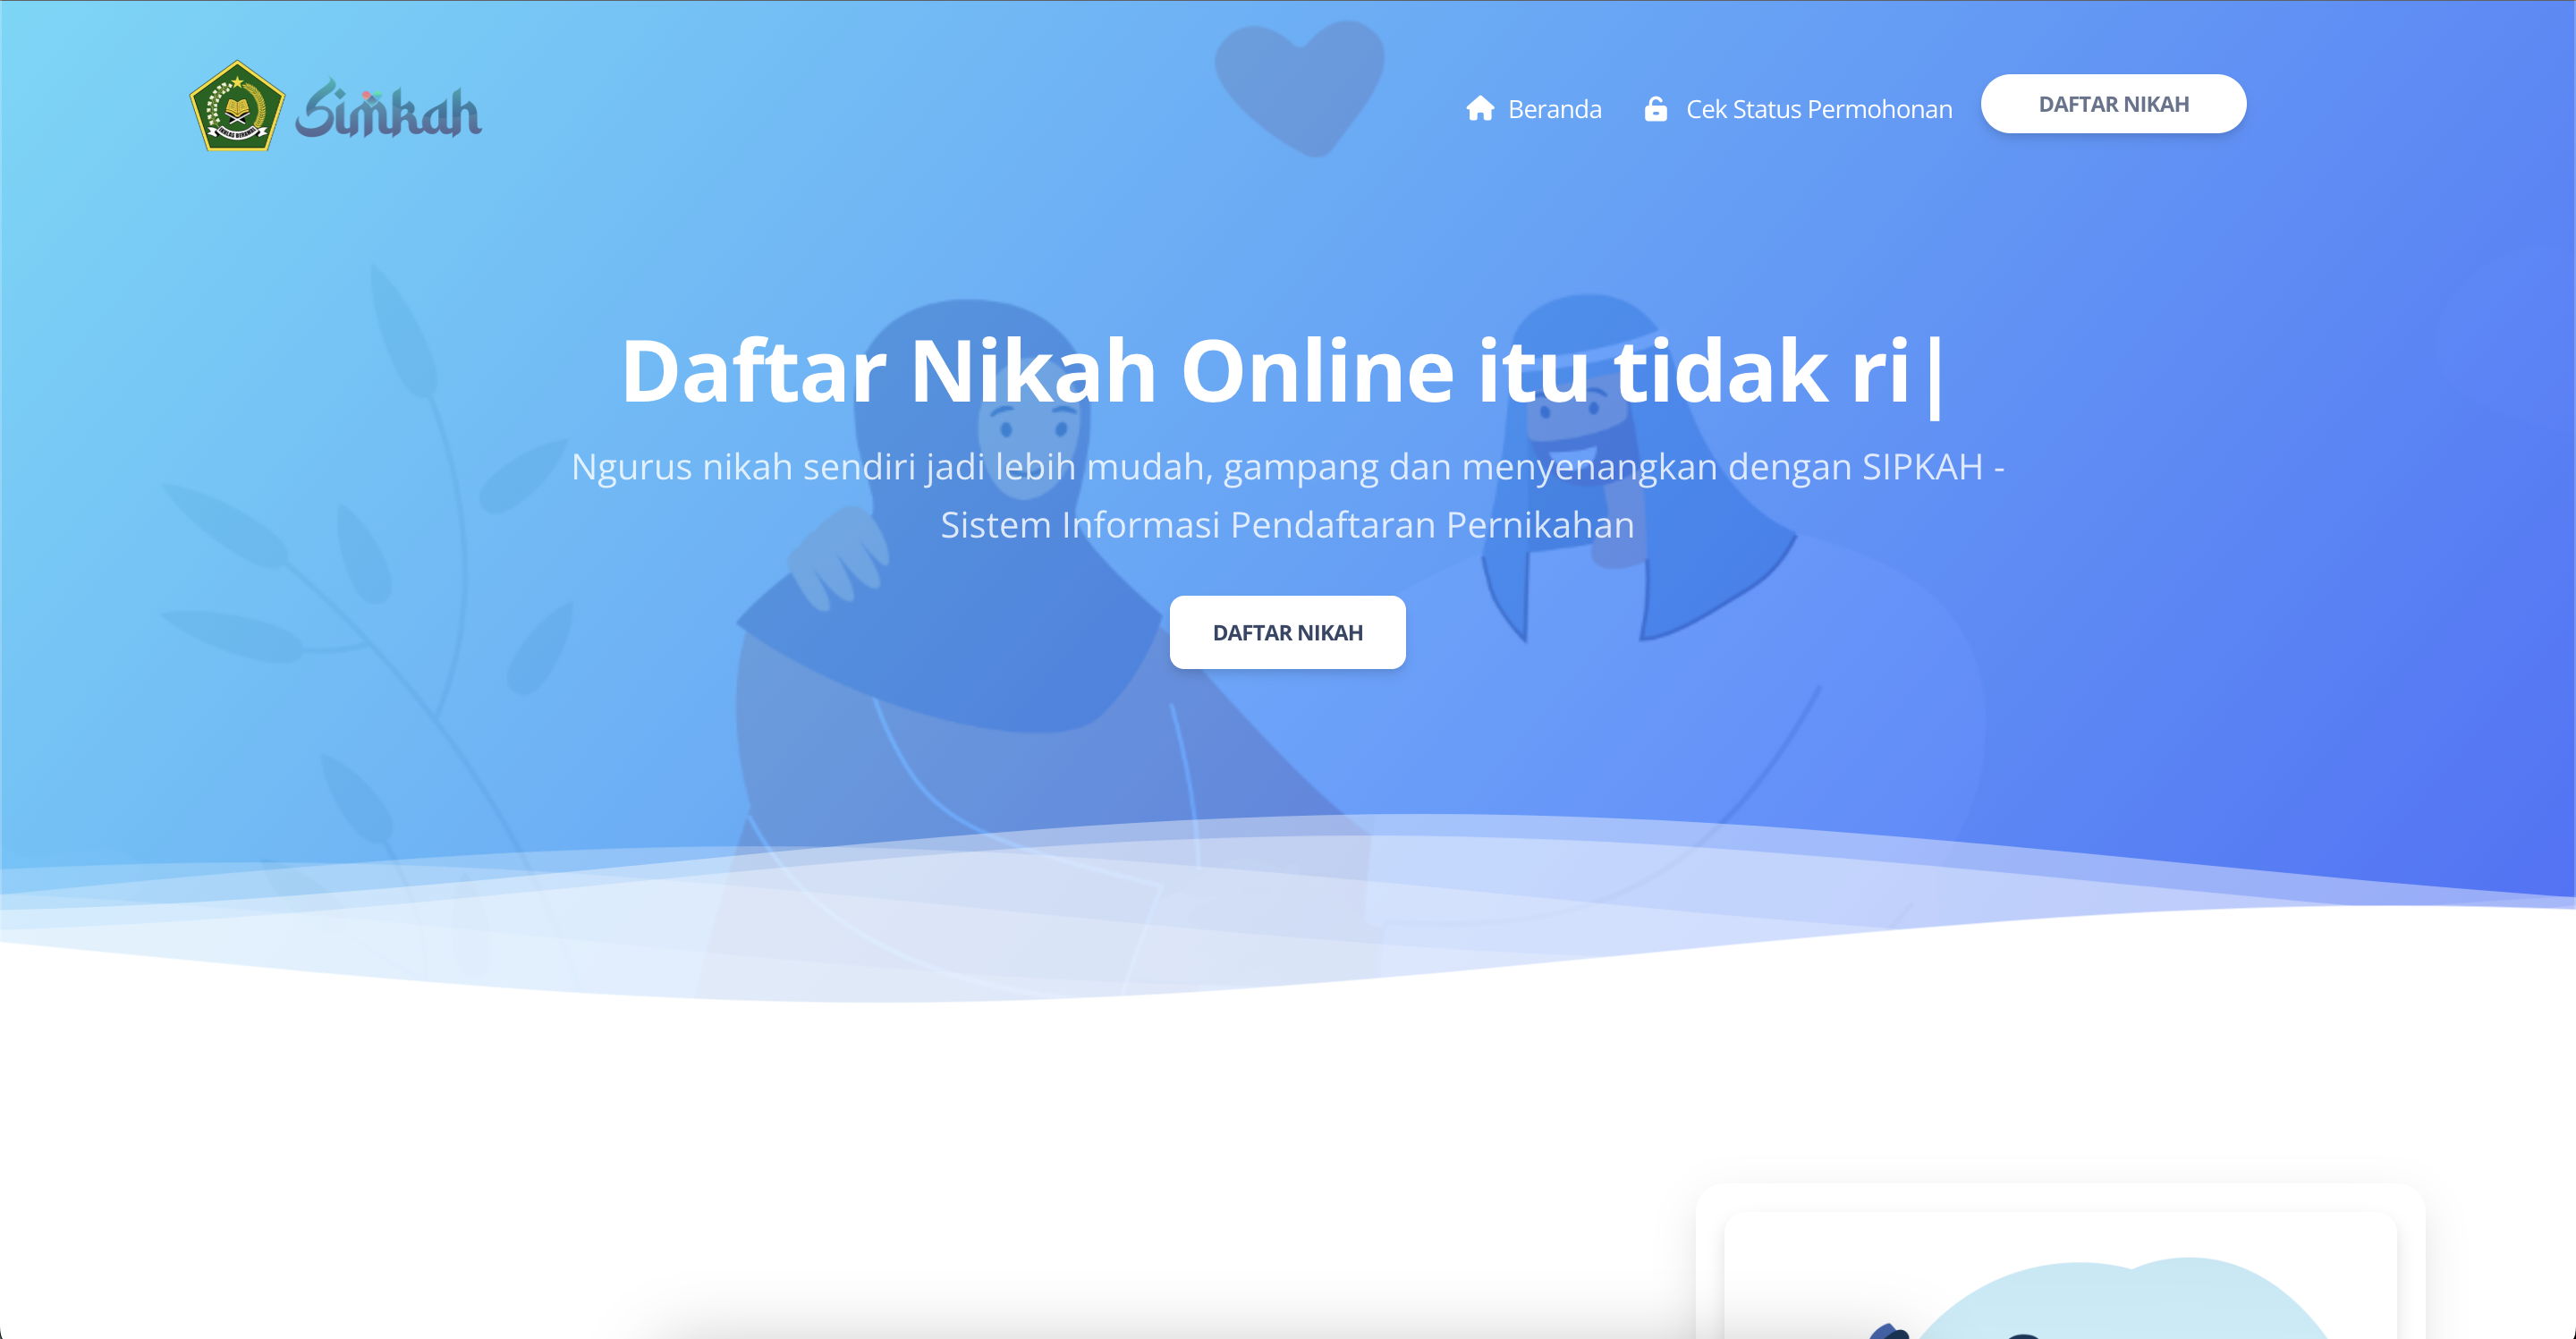 Simkah
Beranda
Cek Status Permohonan
DAFTAR NIKAH
Daftar Nikah Online itu tidak ri|
Ngurus nikah sendiri jadi lebih mudah, gampang dan menyenangkan dengan SIPKAH -
Sistem Informasi Pendaftaran Pernikahan
DAFTAR NIKAH